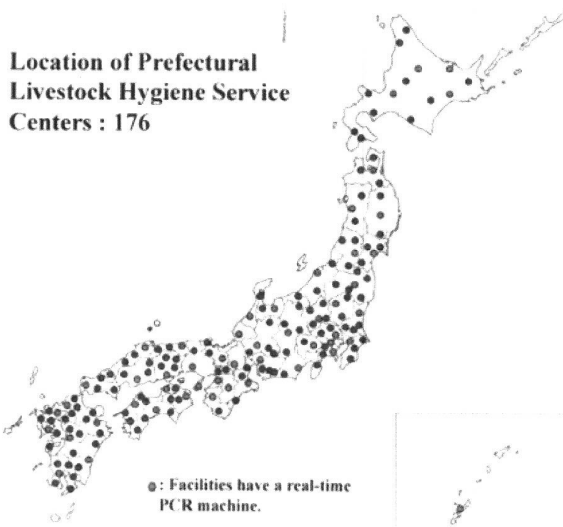 Location of Prefectural
Livestock Hygiene Service
Centers : 176
: Facilities have a real-time
PCR machine.